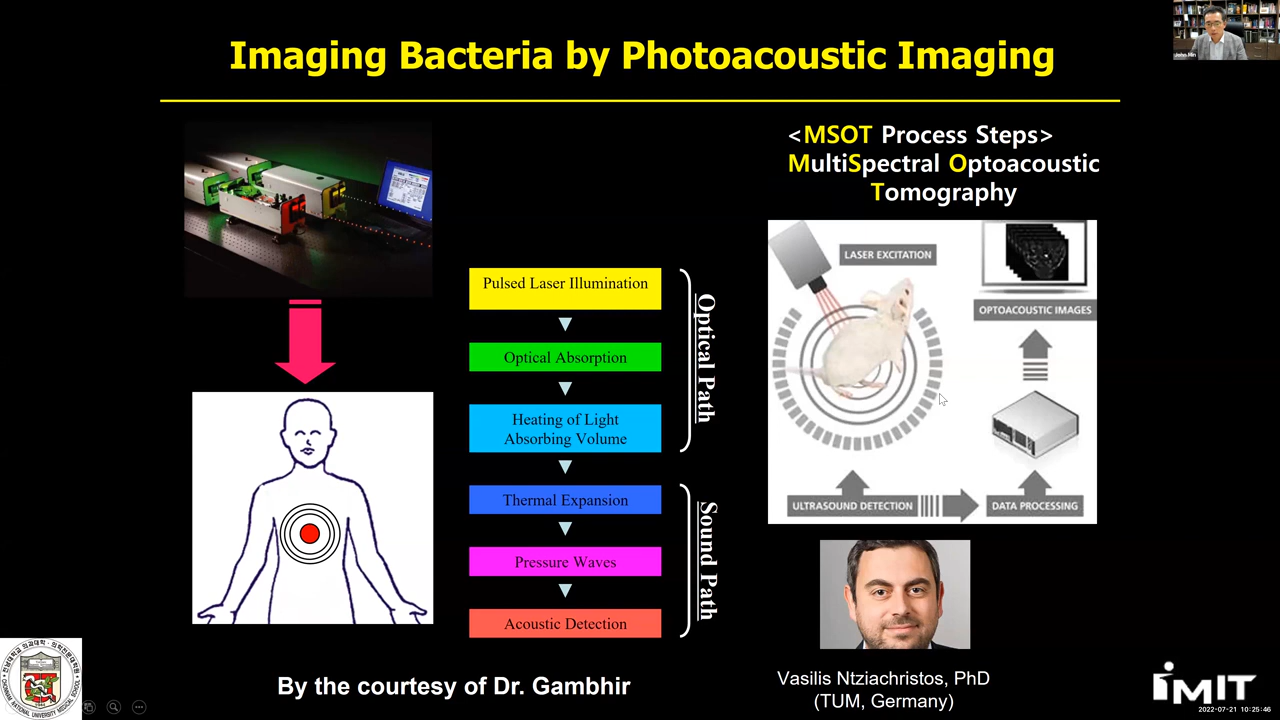 Imaging Bacteria by Photoacoustic Imaging
John Min
<MSOT Process Steps>
MultiSpectral Optoacoustic
Tomography
Pulsed Laser Illumination
Optical Absorption
Heating of Light
Absorbing Volume
Thermal Expansion
Pressure Waves
Acoustic Detection
Optical Path
Sound Path
LASER EXCITATION
OPTOACOUSTIC IMAGES
ULTRASOUND DETECTION
DATA PROCESSING
By the courtesy of Dr. Gambhir
Vasilis Ntziachristos, PhD
(TUM, Germany)
iMIT
2022-07-21 10:25:46